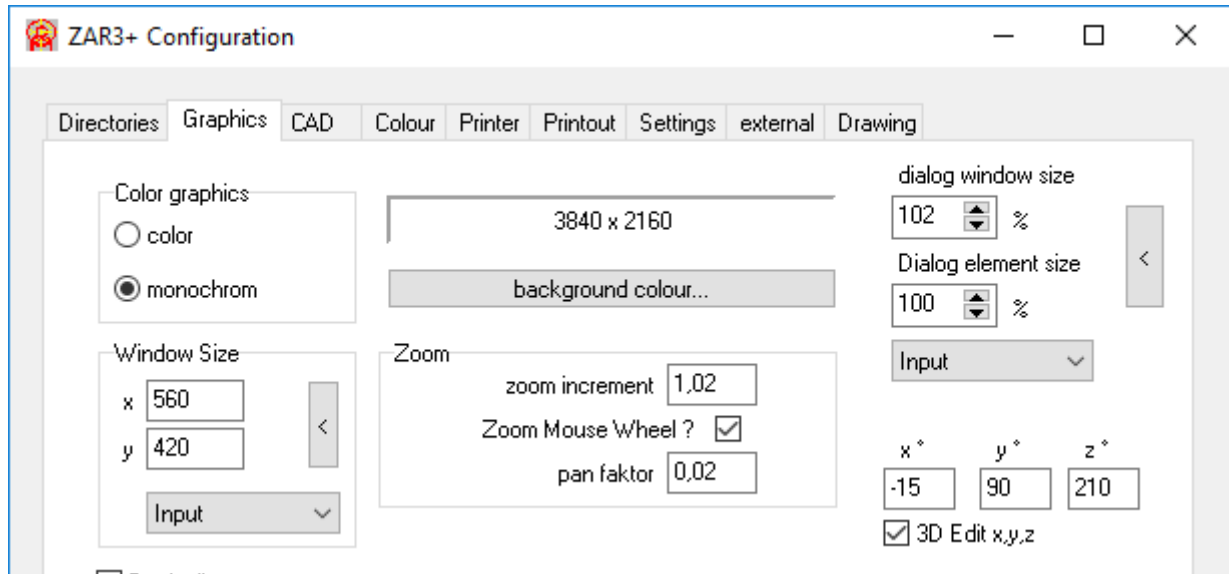 ZAR3+ Configuration
Directories Graphics CAD Colour Printer Printout Settings external Drawing
Color graphics
color
monochrom
3840 x 2160
background colour...
dialog window size
102 %
Dialog element size
100 %
<
Input
Window Size
x 560
y 420
<
Input
Zoom
zoom increment 1,02
Zoom Mouse Wheel ?
pan faktor 0,02
x ° y ° z °
-15 90 210
3D Edit x,y,z